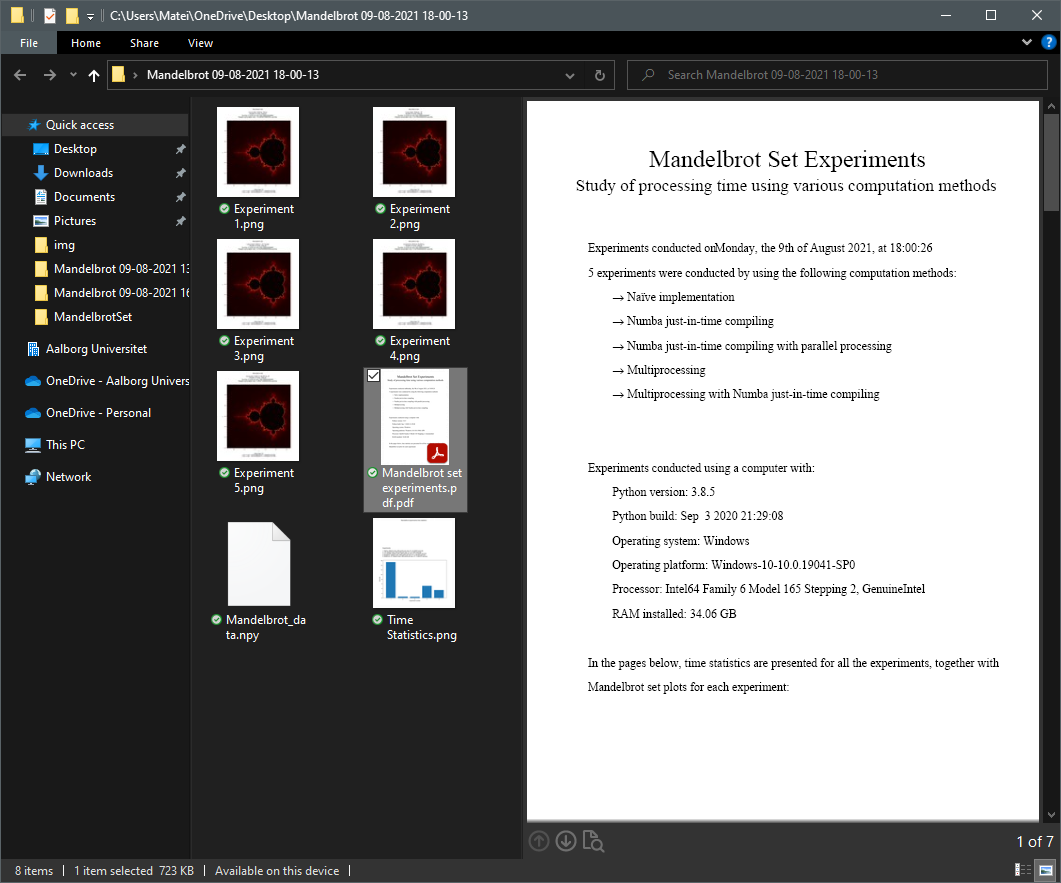 C:\Users\Matei\OneDrive\Desktop\Mandelbrot 09-08-2021 18-00-13
File Home Share View
Mandelbrot 09-08-2021 18-00-13
Search Mandelbrot 09-08-2021 18-00-13
Quick access
Desktop
Downloads
Documents
Pictures
img
Mandelbrot 09-08-2021 13
Mandelbrot 09-08-2021 16
MandelbrotSet
Aalborg Universitet
OneDrive - Aalborg Univers
OneDrive - Personal
This PC
Network
Experiment
1.png
Experiment
2.png
Experiment
3.png
Experiment
4.png
Experiment
5.png
Mandelbrot set
experiments.p
df.pdf
Mandelbrot_da
ta.npy
Time
Statistics.png
Mandelbrot Set Experiments
Study of processing time using various computation methods
Experiments conducted onMonday, the 9th of August 2021, at 18:00:26
5 experiments were conducted by using the following computation methods:
→ Naïve implementation
→ Numba just-in-time compiling
→ Numba just-in-time compiling with parallel processing
→ Multiprocessing
→ Multiprocessing with Numba just-in-time compiling
Experiments conducted using a computer with:
Python version: 3.8.5
Python build: Sep  3 2020 21:29:08
Operating system: Windows
Operating platform: Windows-10-10.0.19041-SP0
Processor: Intel64 Family 6 Model 165 Stepping 2, GenuineIntel
RAM installed: 34.06 GB
In the pages below, time statistics are presented for all the experiments, together with
Mandelbrot set plots for each experiment:
1 of 7
8 items 1 item selected 723 KB Available on this device